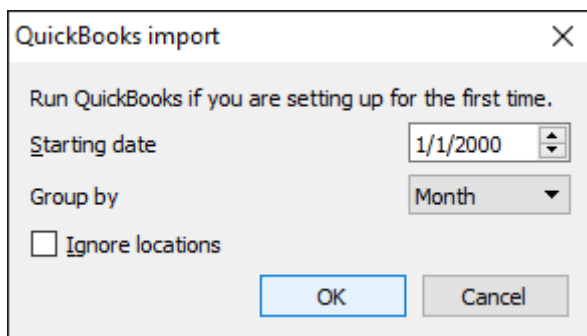 QuickBooks import
Run QuickBooks if you are setting up for the first time.
Starting date 1/1/2000
Group by Month
Ignore locations
OK Cancel